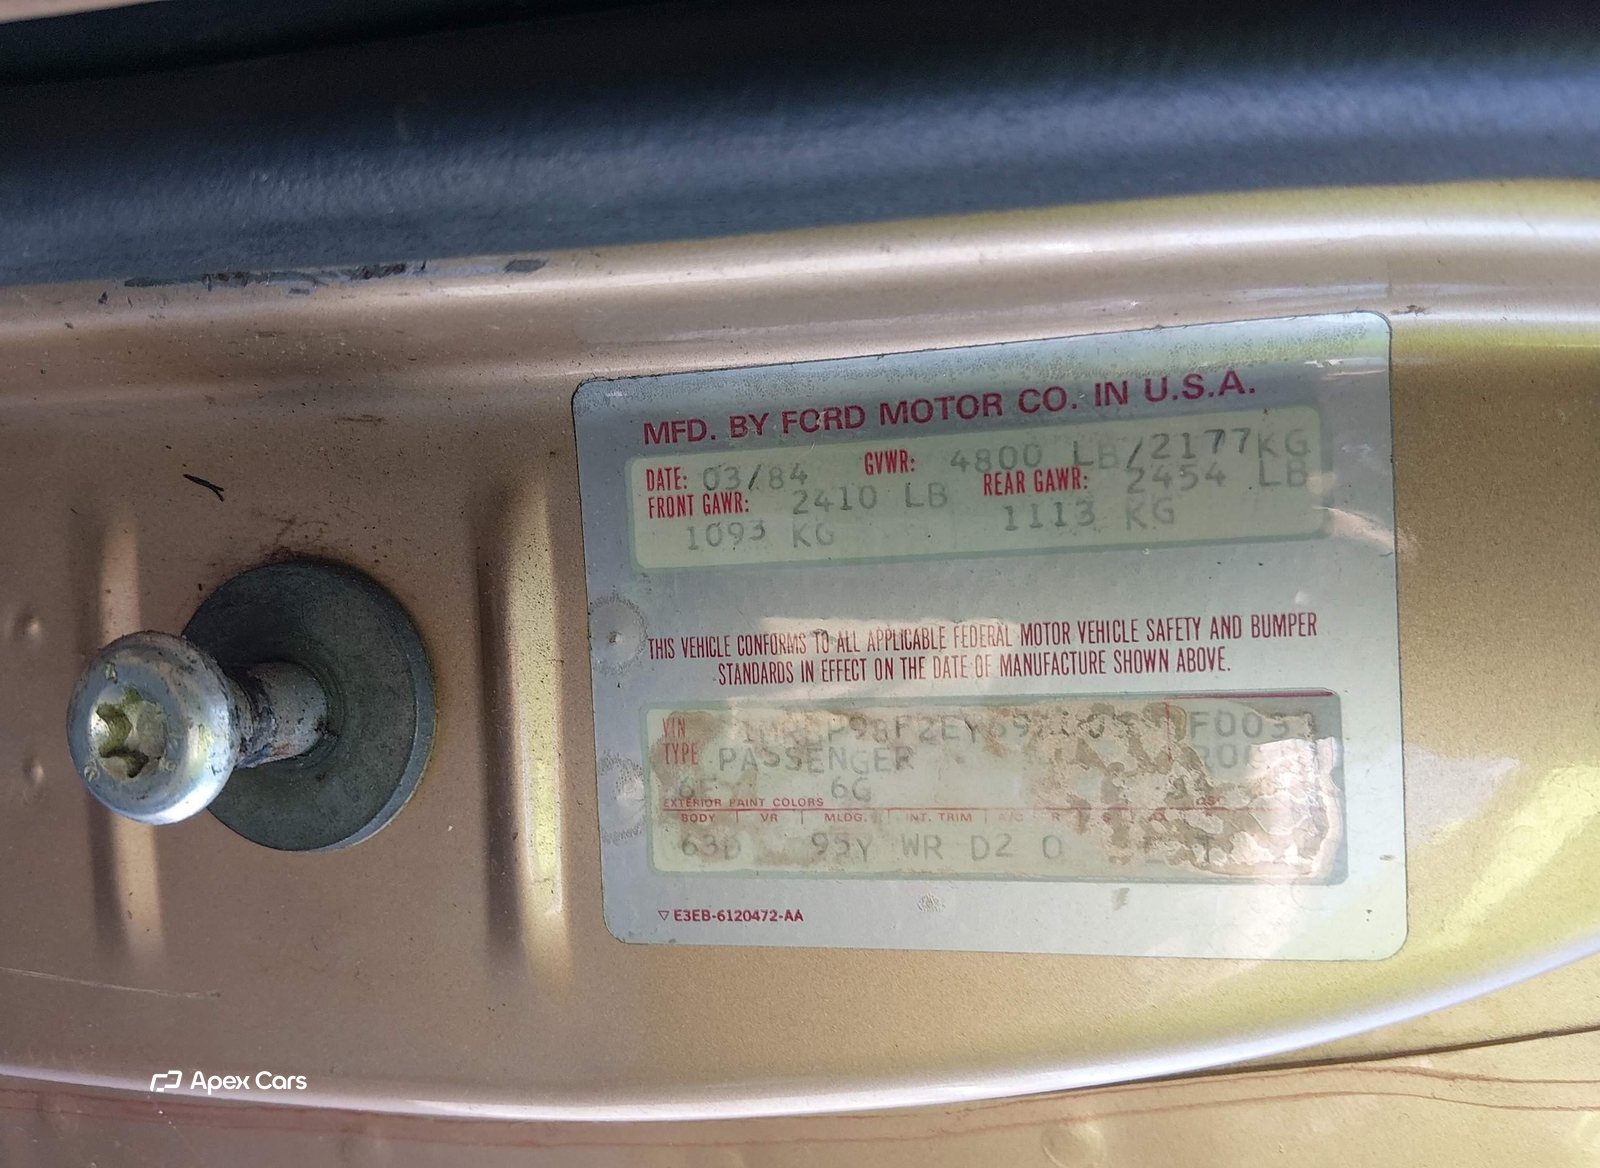 MFD. BY FORD MOTOR CO. IN U.S.A.
DATE: 03/84 GVWR: 4800 LB/2177KG
FRONT GAWR: 2410 LB REAR GAWR: 2454 LB
1093 KG 1113 KG
THIS VEHICLE CONFORMS TO ALL APPLICABLE FEDERAL MOTOR VEHICLE SAFETY AND BUMPER
STANDARDS IN EFFECT ON THE DATE OF MANUFACTURE SHOWN ABOVE.
VIN
TYPE PASSENGER
6G
EXTERIOR PAINT COLORS
BODY VR MLDG. INT. TRIM
63D 95Y WR D2
▽ E3EB-6120472-AA
Apex Cars